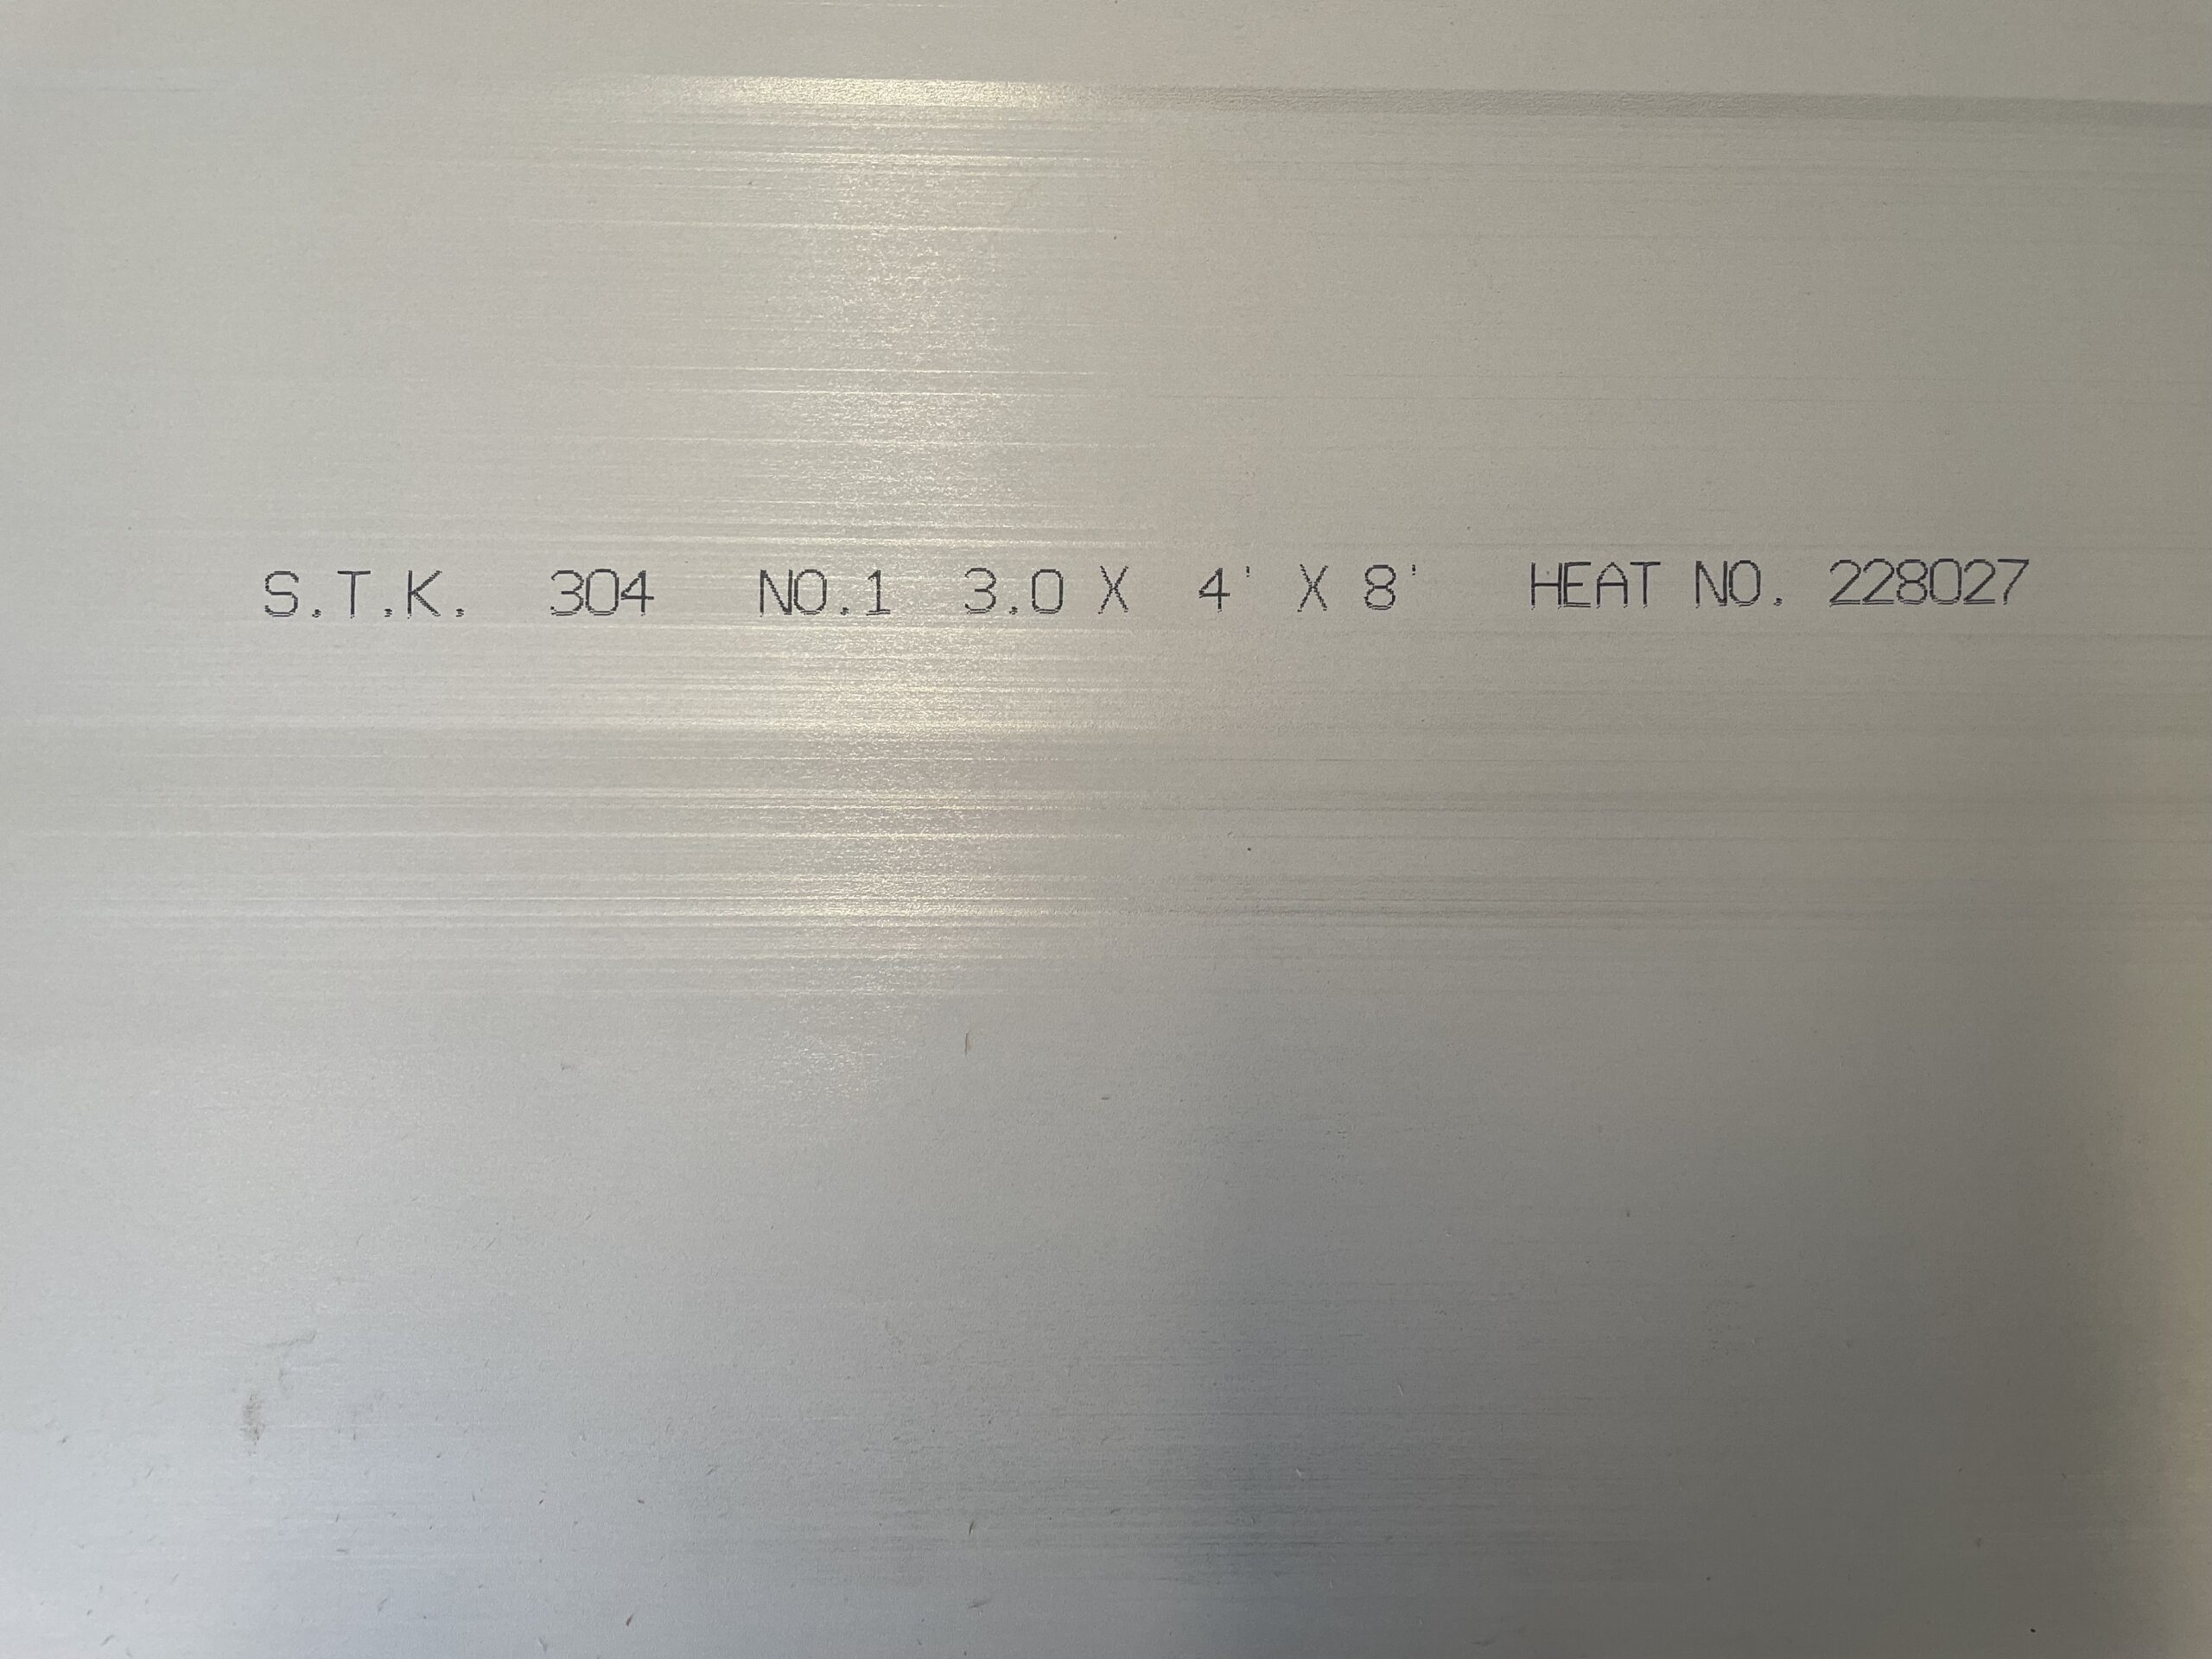 S.T.K. 304 NO.1 3.0 X 4' X 8' HEAT NO. 228027